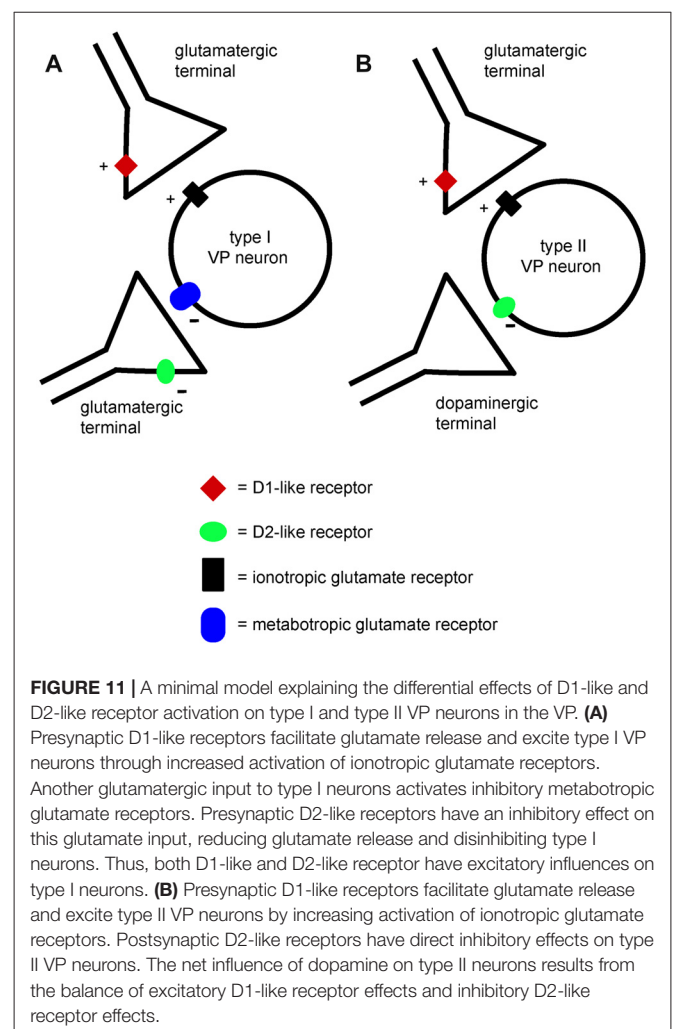 A
glutamatergic
terminal
+
+
type I
VP neuron
-
-
glutamatergic
terminal
B
glutamatergic
terminal
+
+
type II
VP neuron
-
dopaminergic
terminal
= D1-like receptor
= D2-like receptor
= ionotropic glutamate receptor
= metabotropic glutamate receptor
FIGURE 11 | A minimal model explaining the differential effects of D1-like and
D2-like receptor activation on type I and type II VP neurons in the VP. (A)
Presynaptic D1-like receptors facilitate glutamate release and excite type I VP
neurons through increased activation of ionotropic glutamate receptors.
Another glutamatergic input to type I neurons activates inhibitory metabotropic
glutamate receptors. Presynaptic D2-like receptors have an inhibitory effect on
this glutamate input, reducing glutamate release and disinhibiting type I
neurons. Thus, both D1-like and D2-like receptor have excitatory influences on
type I neurons. (B) Presynaptic D1-like receptors facilitate glutamate release
and excite type II VP neurons by increasing activation of ionotropic glutamate
receptors. Postsynaptic D2-like receptors have direct inhibitory effects on type
II VP neurons. The net influence of dopamine on type II neurons results from
the balance of excitatory D1-like receptor effects and inhibitory D2-like
receptor effects.